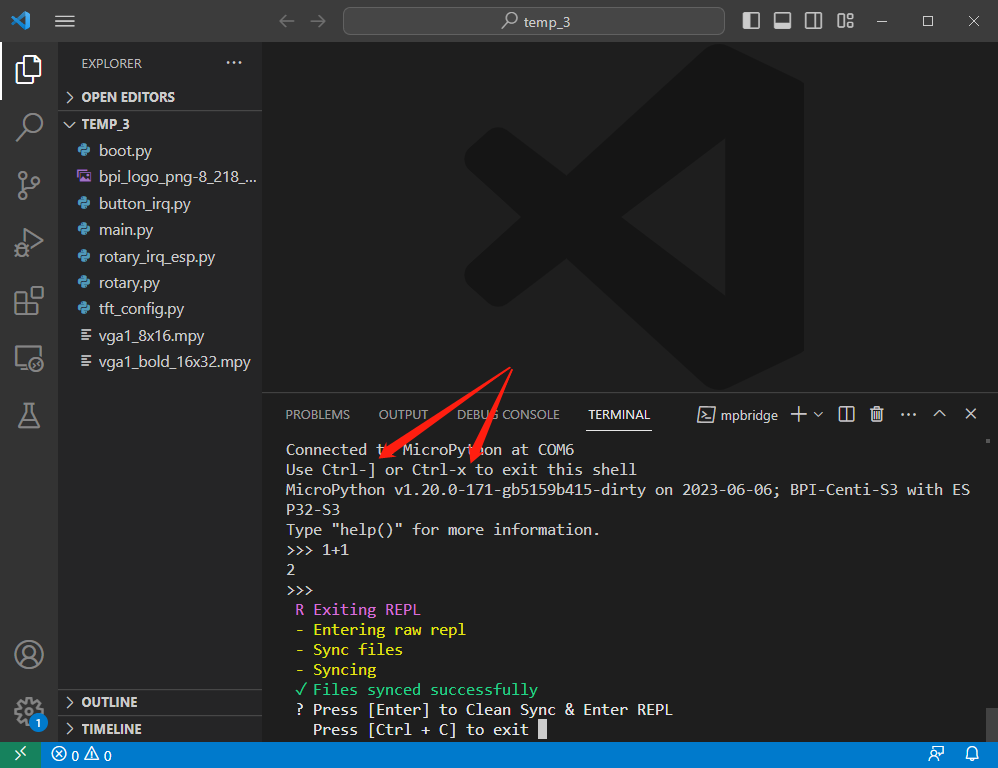 temp_3
EXPLORER
OPEN EDITORS
TEMP_3
boot.py
bpi_logo_png-8_218_...
button_irq.py
main.py
rotary_irq_esp.py
rotary.py
tft_config.py
vga1_8x16.mpy
vga1_bold_16x32.mpy
OUTLINE
TIMELINE
PROBLEMS OUTPUT DEBUG CONSOLE TERMINAL mpbridge
Connected to MicroPython at COM6
Use Ctrl-] or Ctrl-x to exit this shell
MicroPython v1.20.0-171-gb5159b415-dirty on 2023-06-06; BPI-Centi-S3 with ES
P32-S3
Type "help()" for more information.
>>> 1+1
2
>>>
R Exiting REPL
- Entering raw repl
- Sync files
- Syncing
✓ Files synced successfully
? Press [Enter] to Clean Sync & Enter REPL
Press [Ctrl + C] to exit
1
0 0